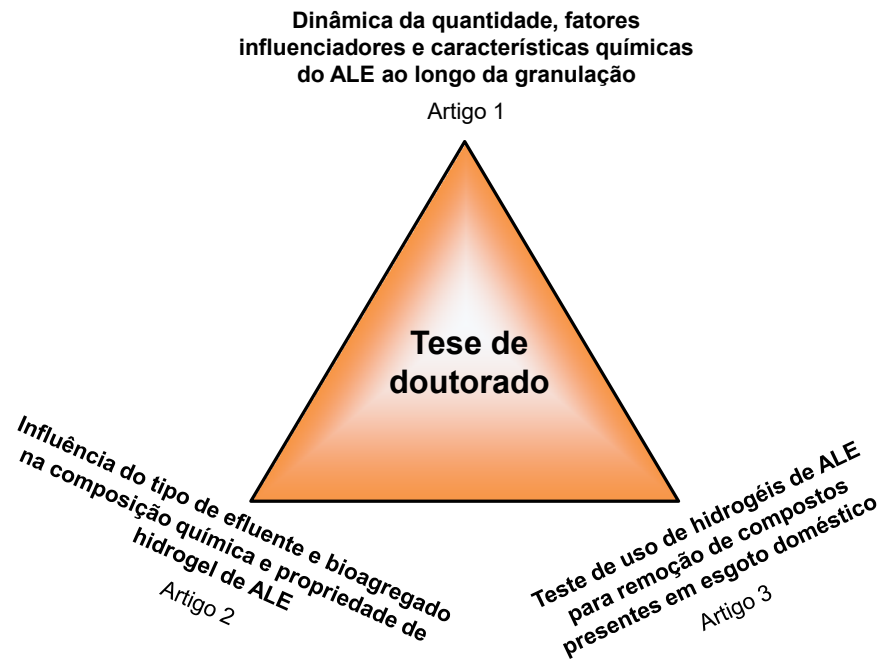 Dinâmica da quantidade, fatores
influenciadores e características químicas
do ALE ao longo da granulação
Artigo 1
Tese de
doutorado
Influência do tipo de efluente e bioagregado
na composição química e propriedade de
hidrogel de ALE
Artigo 2
Teste de uso de hidrogéis de ALE
para remoção de compostos
presentes em esgoto doméstico
Artigo 3